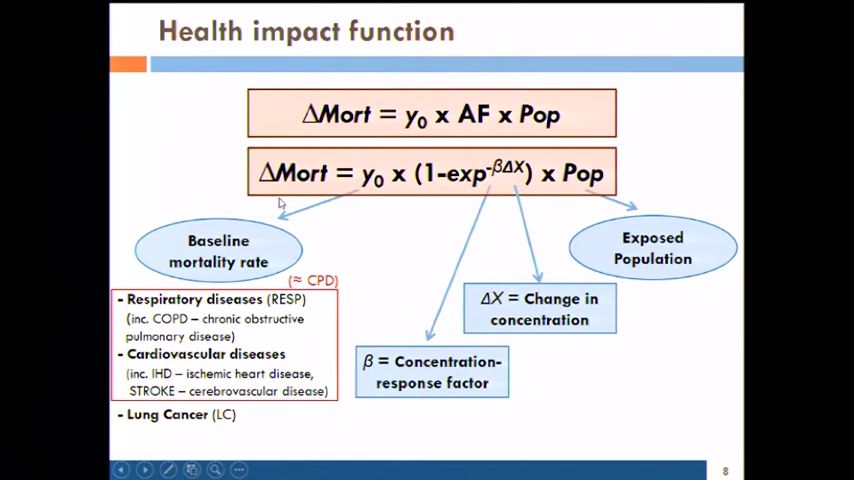 Health impact function
ΔMort = y₀ x AF x Pop
ΔMort = y₀ x (1-exp⁻ᵝΔX) x Pop
Baseline
mortality rate
Exposed
Population
(≈ CPD)
- Respiratory diseases (RESP)
(inc. COPD – chronic obstructive
pulmonary disease)
- Cardiovascular diseases
(inc. IHD – ischemic heart disease,
STROKE – cerebrovascular disease)
- Lung Cancer (LC)
ΔX = Change in
concentration
β = Concentration-
response factor
8